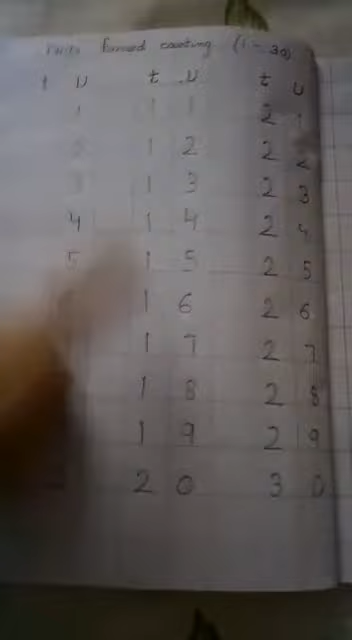 forward counting (1-30)
t u t u t u
1 1 1 2 1
1 2 2 2
3 1 3 2 3
4 1 4 2 4
5 1 5 2 5
1 6 2 6
1 7 2 7
1 8 2 8
1 9 2 9
2 0 3 0